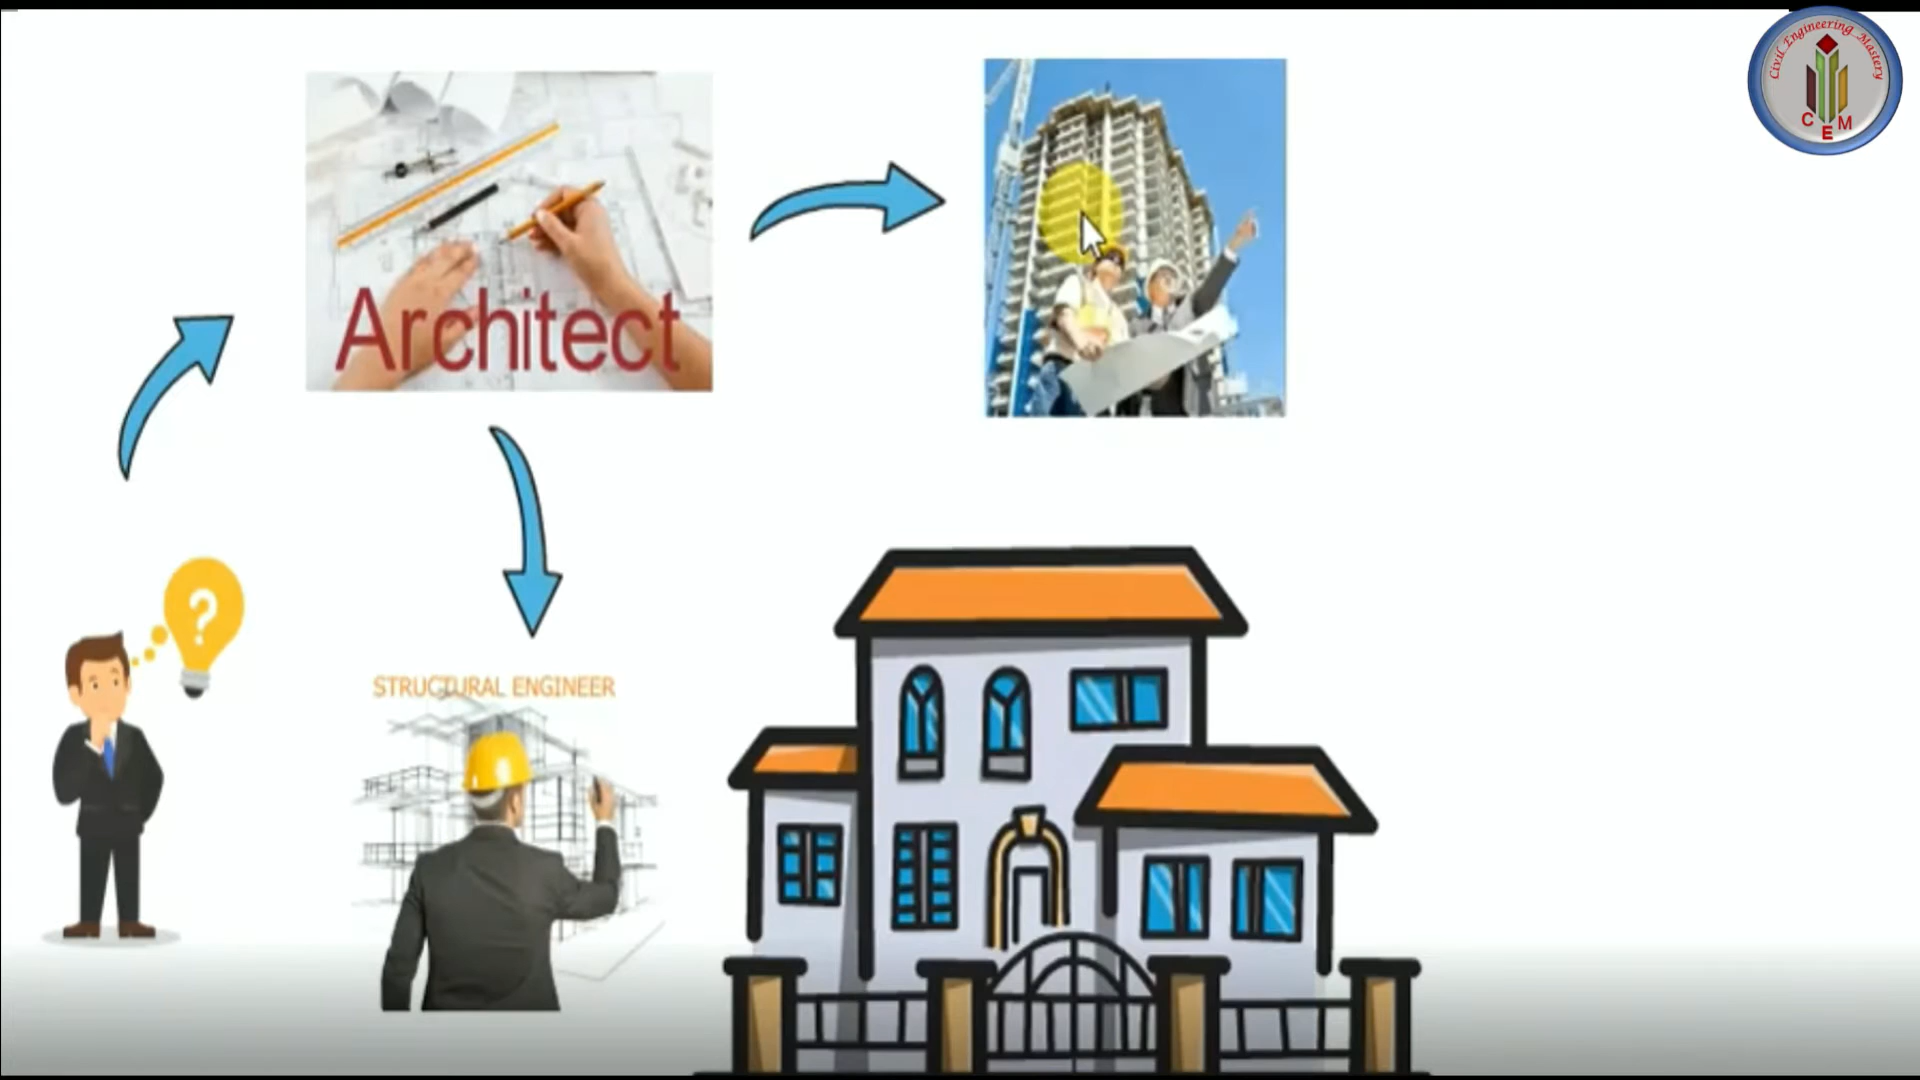 Civil Engineering Mastery
C E M
Architect
?
STRUCTURAL ENGINEER